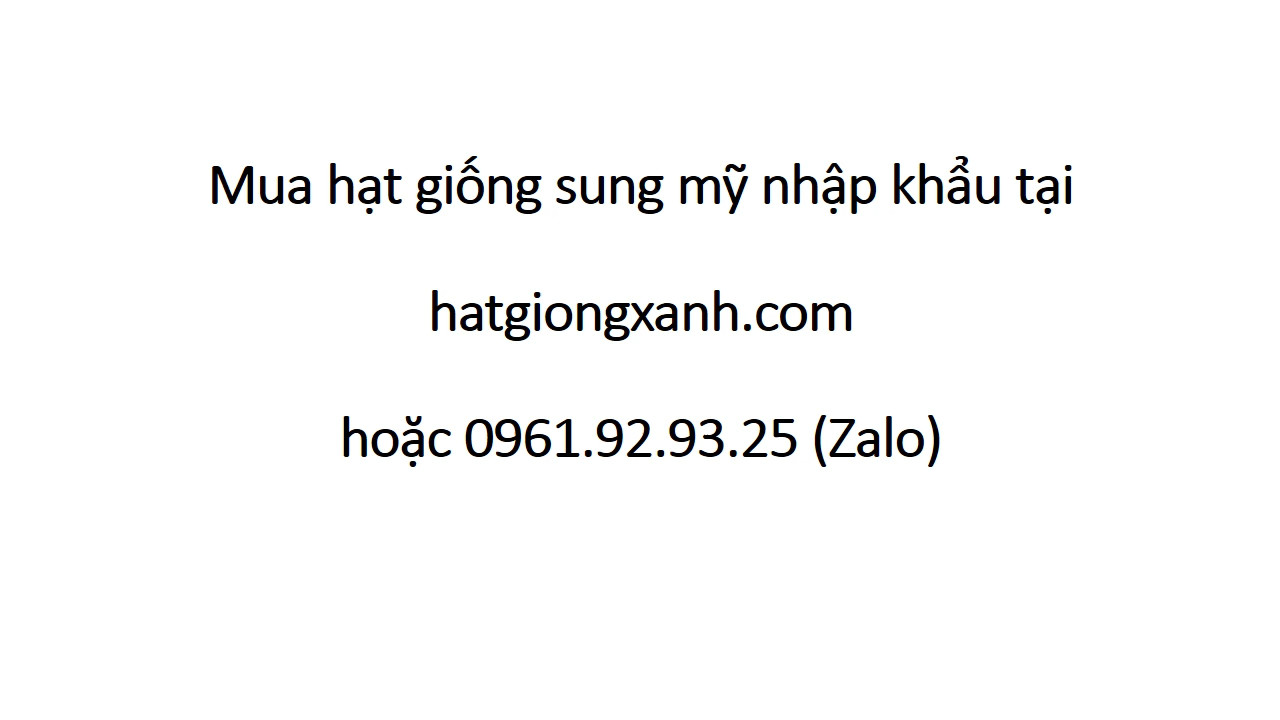 Mua hạt giống sung mỹ nhập khẩu tại
hatgiongxanh.com
hoặc 0961.92.93.25 (Zalo)